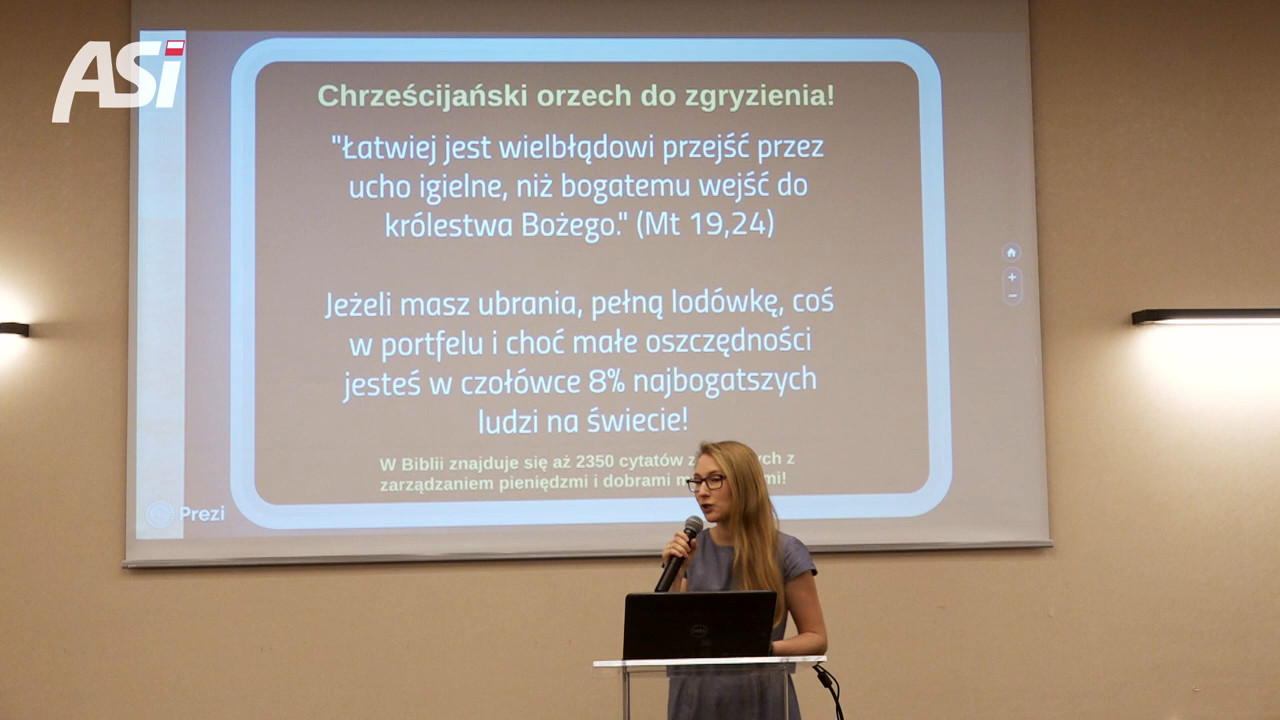 ASi
Chrześcijański orzech do zgryzienia!
"Łatwiej jest wielbłądowi przejść przez
ucho igielne, niż bogatemu wejść do
królestwa Bożego." (Mt 19,24)
Jeżeli masz ubrania, pełną lodówkę, coś
w portfelu i choć małe oszczędności
jesteś w czołówce 8% najbogatszych
ludzi na świecie!
W Biblii znajduje się aż 2350 cytatów z
zarządzaniem pieniędzmi i dobrami
Prezi
DELL